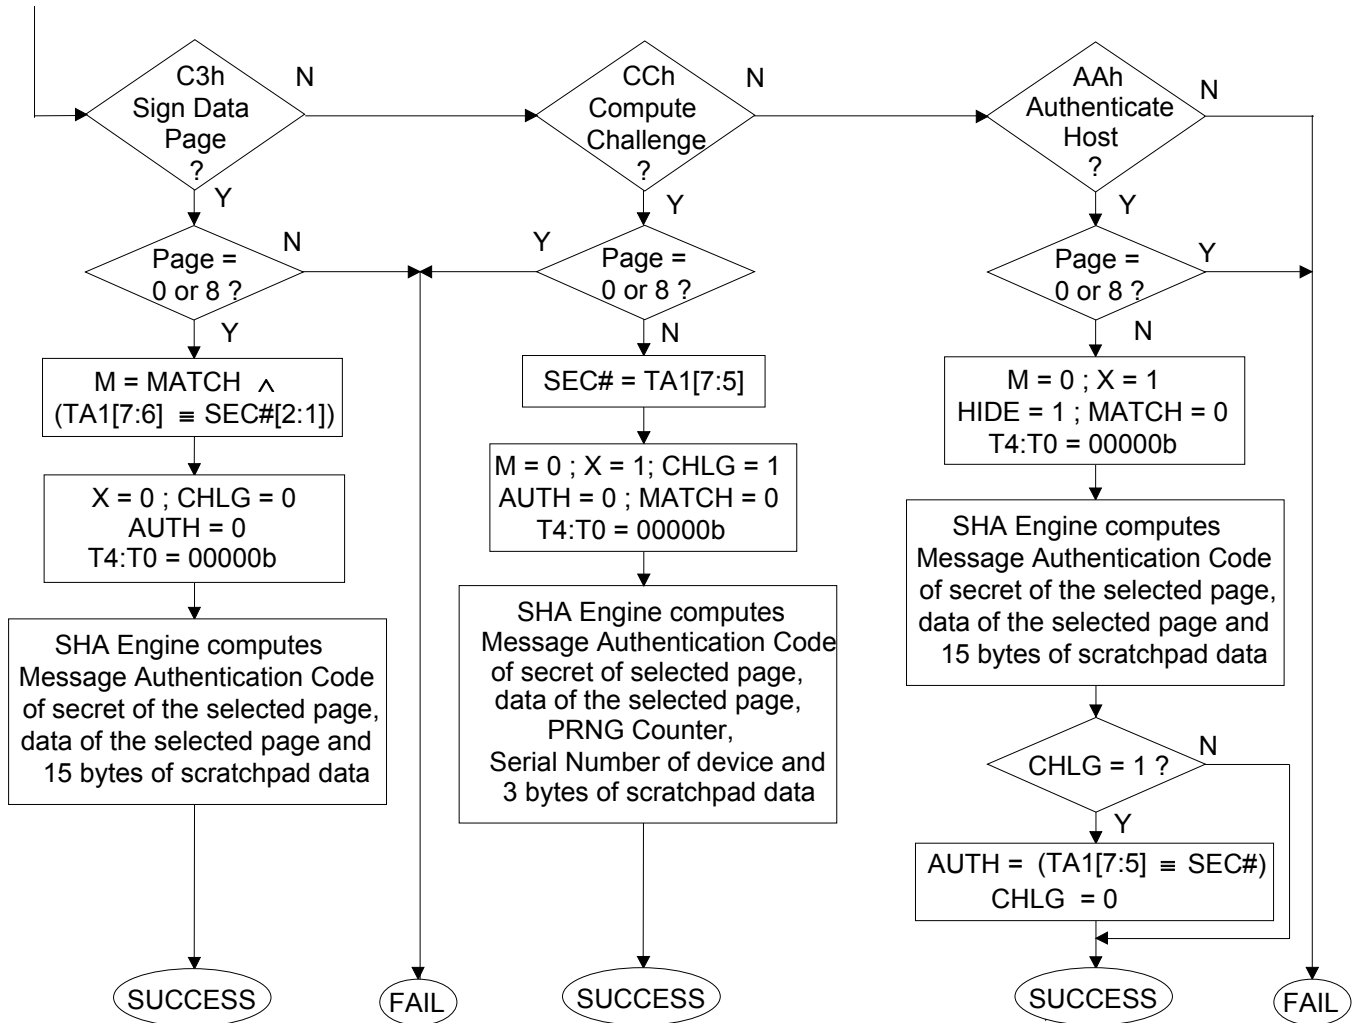 C3h
Sign Data
Page
?
N
Y
Page =
0 or 8 ?
N
Y
M = MATCH ∧
(TA1[7:6] ≡ SEC#[2:1])
X = 0 ; CHLG = 0
AUTH = 0
T4:T0 = 00000b
SHA Engine computes
Message Authentication Code
of secret of the selected page,
data of the selected page and
15 bytes of scratchpad data
SUCCESS
FAIL
CCh
Compute
Challenge
?
N
Y
Page =
0 or 8 ?
Y
N
SEC# = TA1[7:5]
M = 0 ; X = 1; CHLG = 1
AUTH = 0 ; MATCH = 0
T4:T0 = 00000b
SHA Engine computes
Message Authentication Code
of secret of selected page,
data of the selected page,
PRNG Counter,
Serial Number of device and
3 bytes of scratchpad data
SUCCESS
AAh
Authenticate
Host
?
N
Y
Page =
0 or 8 ?
Y
N
M = 0 ; X = 1
HIDE = 1 ; MATCH = 0
T4:T0 = 00000b
SHA Engine computes
Message Authentication Code
of secret of the selected page,
data of the selected page and
15 bytes of scratchpad data
CHLG = 1 ?
N
Y
AUTH = (TA1[7:5] ≡ SEC#)
CHLG = 0
SUCCESS
FAIL